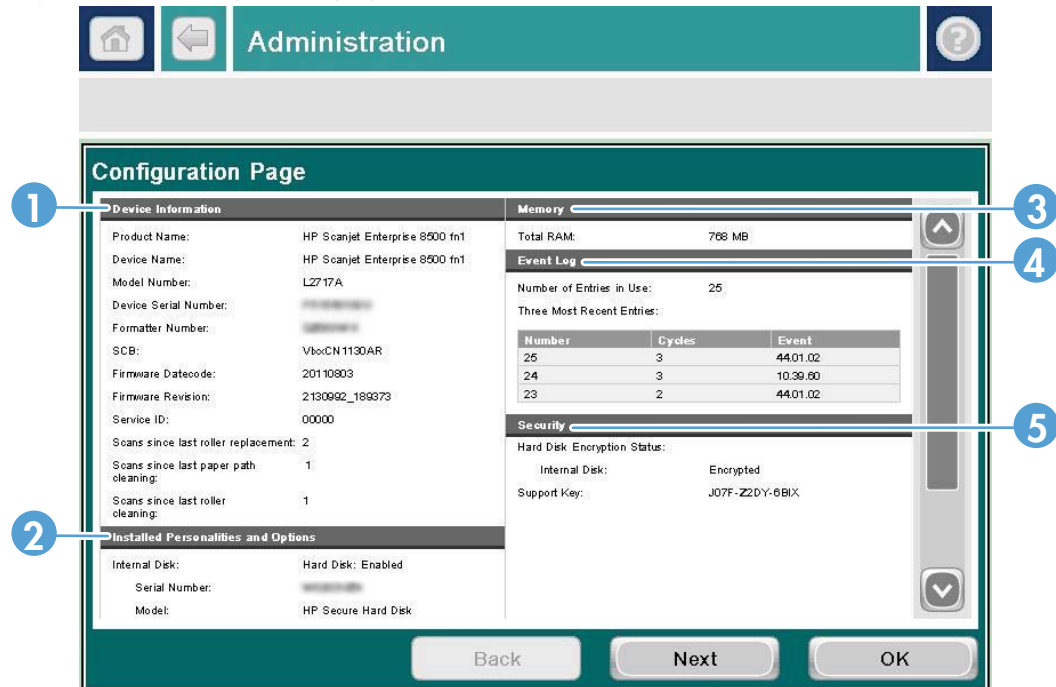 Administration
Configuration Page
1
Device Information
Product Name: HP Scanjet Enterprise 8500 fn1
Device Name: HP Scanjet Enterprise 8500 fn1
Model Number: L2717A
Device Serial Number:
Formatter Number:
SCB: VbxxCN1130AR
Firmware Datecode: 20110803
Firmware Revision: 2130992_189373
Service ID: 00000
Scans since last roller replacement: 2
Scans since last paper path cleaning: 1
Scans since last roller cleaning: 1
2
Installed Personalities and Options
Internal Disk: Hard Disk: Enabled
Serial Number:
Model: HP Secure Hard Disk
3
Memory
Total RAM: 768 MB
4
Event Log
Number of Entries in Use: 25
Three Most Recent Entries:
Number Cycles Event
25 3 44.01.02
24 3 10.39.60
23 2 44.01.02
5
Security
Hard Disk Encryption Status:
Internal Disk: Encrypted
Support Key: J07F-Z2DY-6BIX
Back
Next
OK